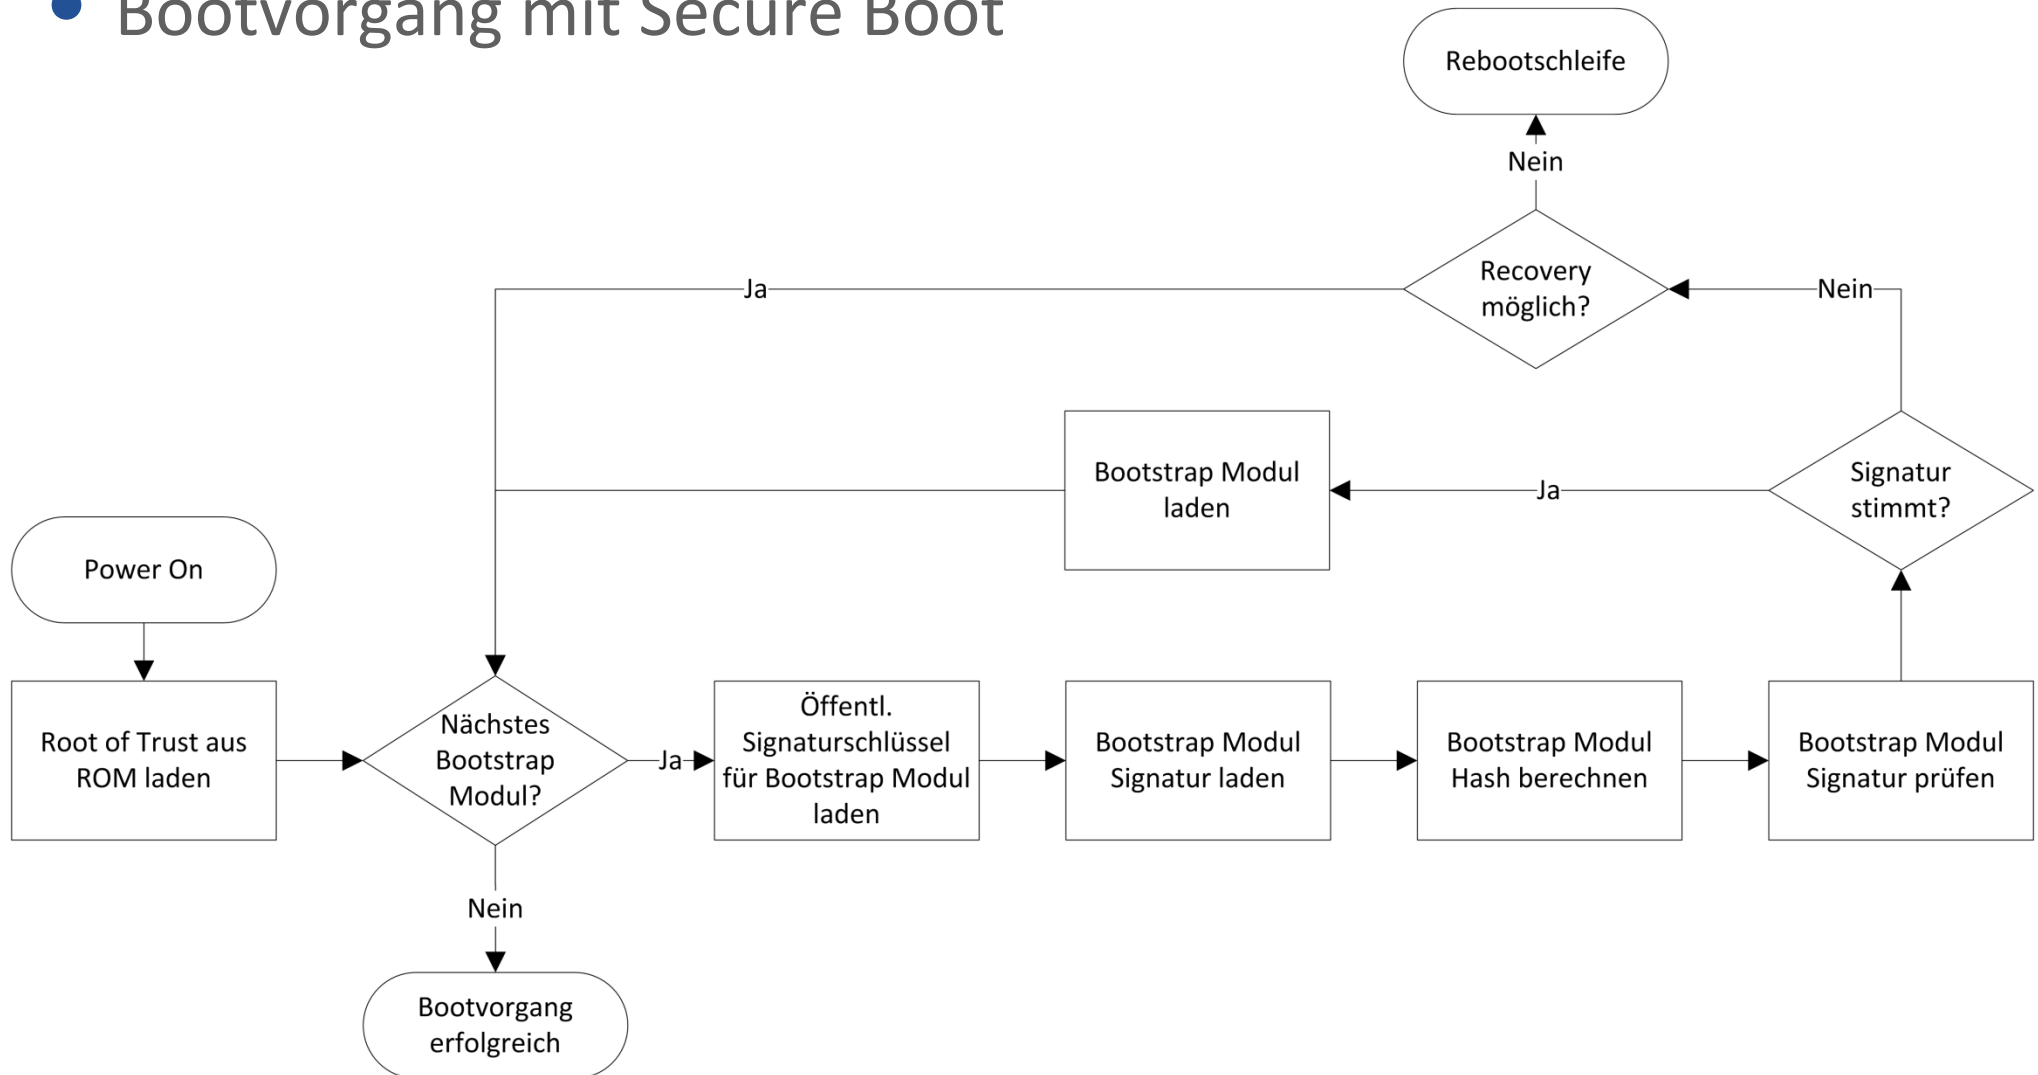 Bootvorgang mit Secure Boot
Rebootschleife
Nein
Recovery
möglich?
Ja
Nein
Bootstrap Modul
laden
Ja
Signatur
stimmt?
Power On
Root of Trust aus
ROM laden
Nächstes
Bootstrap
Modul?
Ja
Öffentl.
Signaturschlüssel
für Bootstrap Modul
laden
Bootstrap Modul
Signatur laden
Bootstrap Modul
Hash berechnen
Bootstrap Modul
Signatur prüfen
Nein
Bootvorgang
erfolgreich